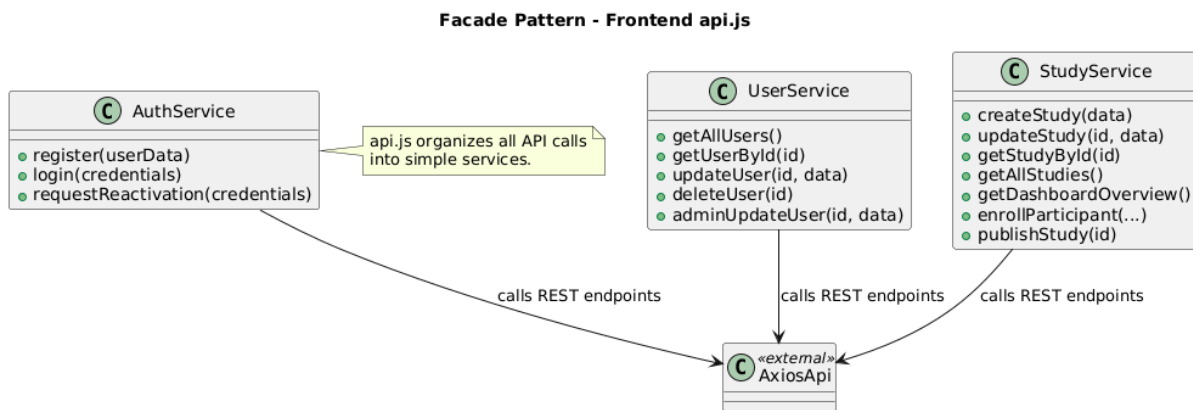 Facade Pattern - Frontend api.js
C AuthService
register(userData)
login(credentials)
requestReactivation(credentials)
api.js organizes all API calls
into simple services.
C UserService
getAllUsers()
getUserById(id)
updateUser(id, data)
deleteUser(id)
adminUpdateUser(id, data)
C StudyService
createStudy(data)
updateStudy(id, data)
getStudyById(id)
getAllStudies()
getDashboardOverview()
enrollParticipant(...)
publishStudy(id)
calls REST endpoints
calls REST endpoints
calls REST endpoints
C «external»
AxiosApi